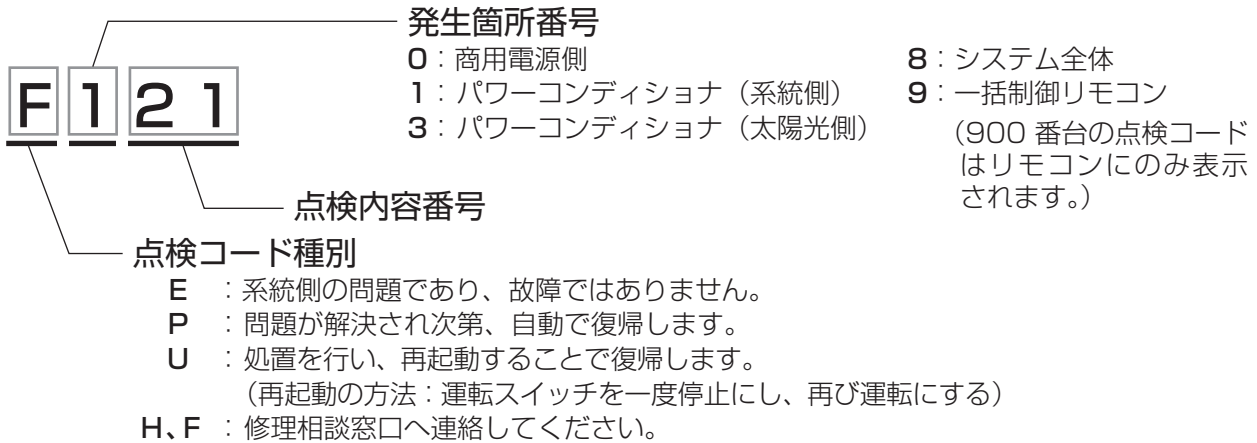 発生箇所番号
0：商用電源側
1：パワーコンディショナ（系統側）
3：パワーコンディショナ（太陽光側）
8：システム全体
9：一括制御リモコン
（900 番台の点検コード
はリモコンにのみ表示
されます。）
F121
点検内容番号
点検コード種別
E ：系統側の問題であり、故障ではありません。
P ：問題が解決され次第、自動で復帰します。
U ：処置を行い、再起動することで復帰します。
（再起動の方法：運転スイッチを一度停止にし、再び運転にする）
H、F ：修理相談窓口へ連絡してください。